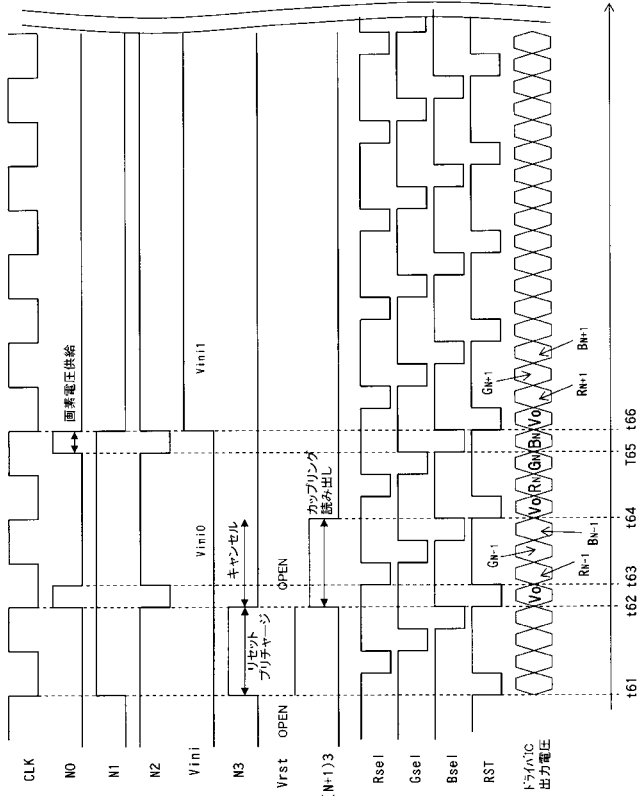 CLK
N0
画素電圧供給
N1
N2
Vini
Vini0
Vini1
N3
リセット
プリチャージ
キャンセル
Vrst
OPEN
OPEN
(N+1)3
カップリング
読み出し
Rsel
Gsel
Bsel
RST
ドライバIC
出力電圧
Vo
RN-1
GN-1
BN-1
Vo
RN
GN
BN
Vo
RN+1
GN+1
BN+1
t61
t62
t63
t64
T65
t66